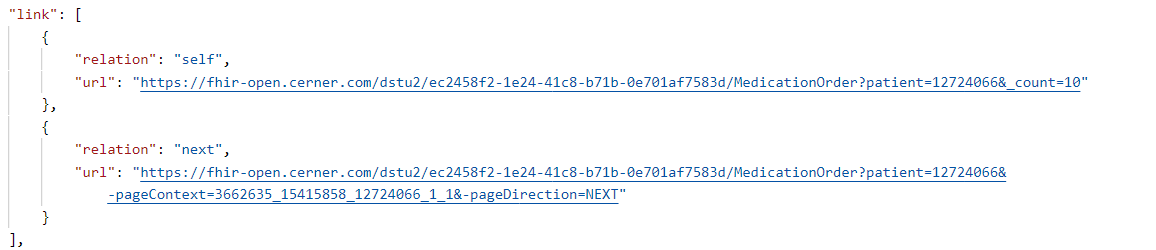 "link": [
{
"relation": "self",
"url": "https://fhir-open.cerner.com/dstu2/ec2458f2-1e24-41c8-b71b-0e701af7583d/MedicationOrder?patient=12724066&_count=10"
},
{
"relation": "next",
"url": "https://fhir-open.cerner.com/dstu2/ec2458f2-1e24-41c8-b71b-0e701af7583d/MedicationOrder?patient=12724066&
-pageContext=3662635_15415858_12724066_1_1&-pageDirection=NEXT"
}
],